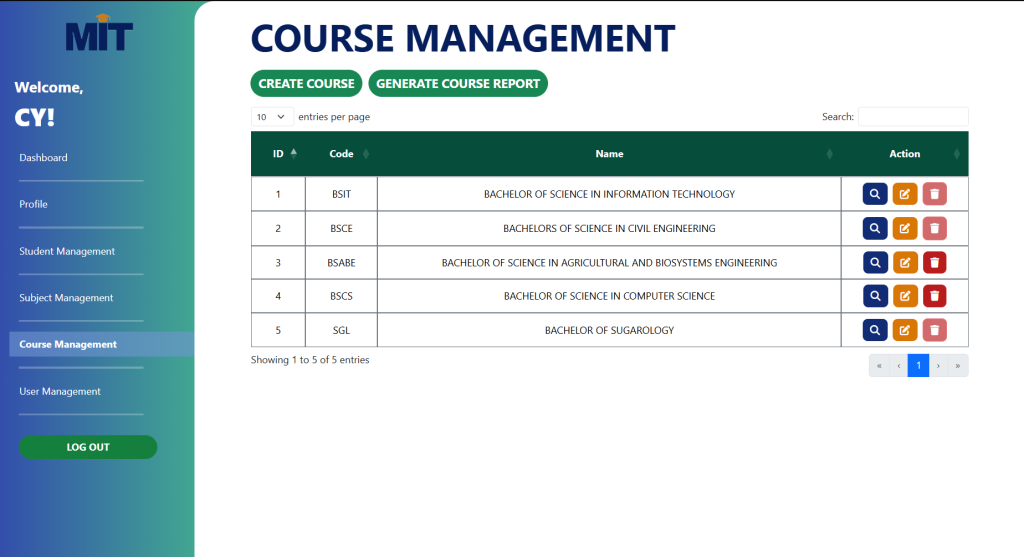 MIT
Welcome,
CY!
Dashboard
Profile
Student Management
Subject Management
Course Management
User Management
LOG OUT
COURSE MANAGEMENT
CREATE COURSE GENERATE COURSE REPORT
10 entries per page Search:
ID Code Name Action
1 BSIT BACHELOR OF SCIENCE IN INFORMATION TECHNOLOGY
2 BSCE BACHELORS OF SCIENCE IN CIVIL ENGINEERING
3 BSABE BACHELOR OF SCIENCE IN AGRICULTURAL AND BIOSYSTEMS ENGINEERING
4 BSCS BACHELOR OF SCIENCE IN COMPUTER SCIENCE
5 SGL BACHELOR OF SUGAROLOGY
Showing 1 to 5 of 5 entries « ‹ 1 › »